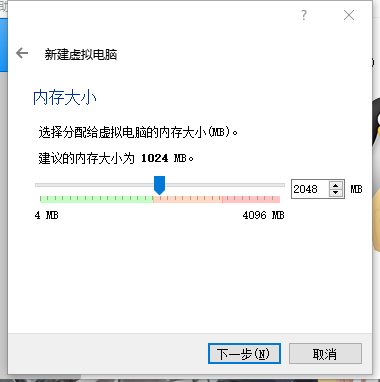 新建虚拟电脑
内存大小
选择分配给虚拟电脑的内存大小(MB)。
建议的内存大小为 1024 MB。
2048 MB
4 MB 4096 MB
下一步(N) 取消